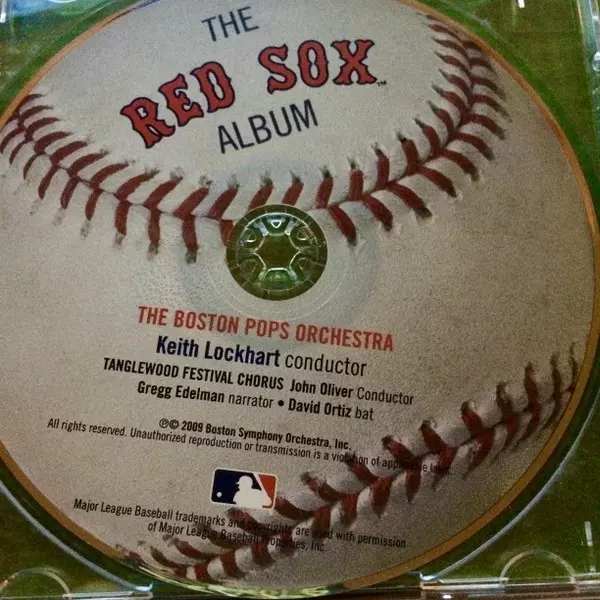 THE
RED SOX™
ALBUM
THE BOSTON POPS ORCHESTRA
Keith Lockhart conductor
TANGLEWOOD FESTIVAL CHORUS John Oliver Conductor
Gregg Edelman narrator • David Ortiz bat
℗© 2009 Boston Symphony Orchestra, Inc.
All rights reserved. Unauthorized reproduction or transmission is a violation of applicable laws.
Major League Baseball trademarks and copyrights are used with permission
of Major League Baseball Properties, Inc